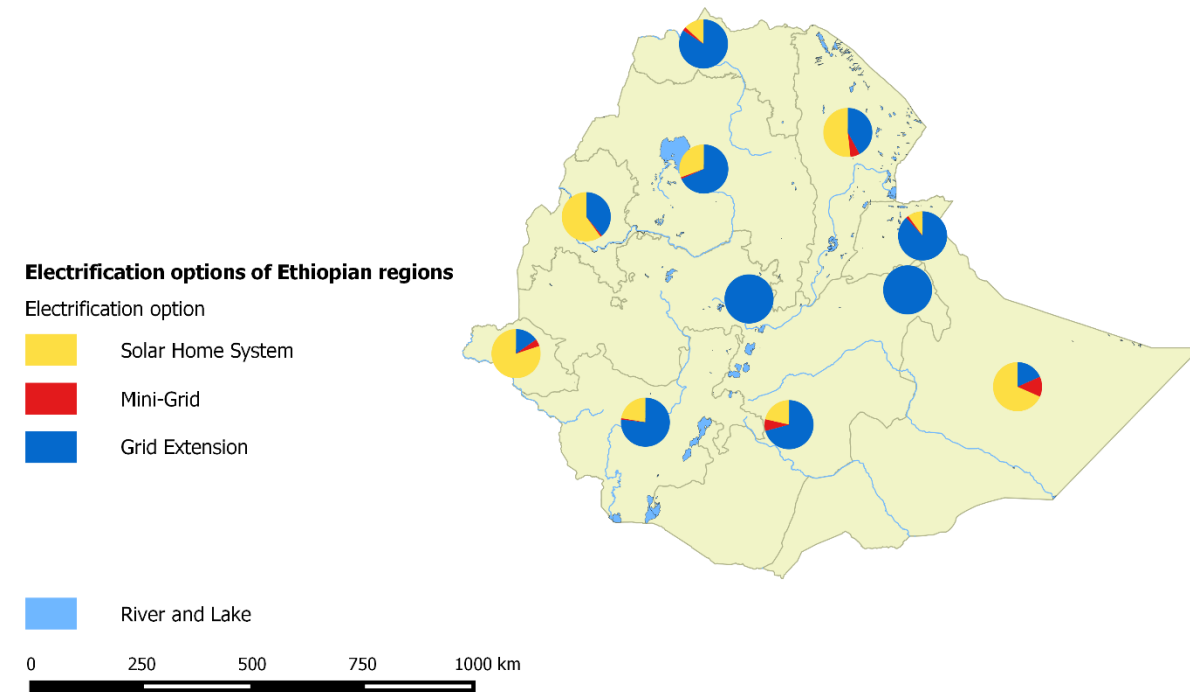 Electrification options of Ethiopian regions
Electrification option
Solar Home System
Mini-Grid
Grid Extension
River and Lake
0 250 500 750 1000 km